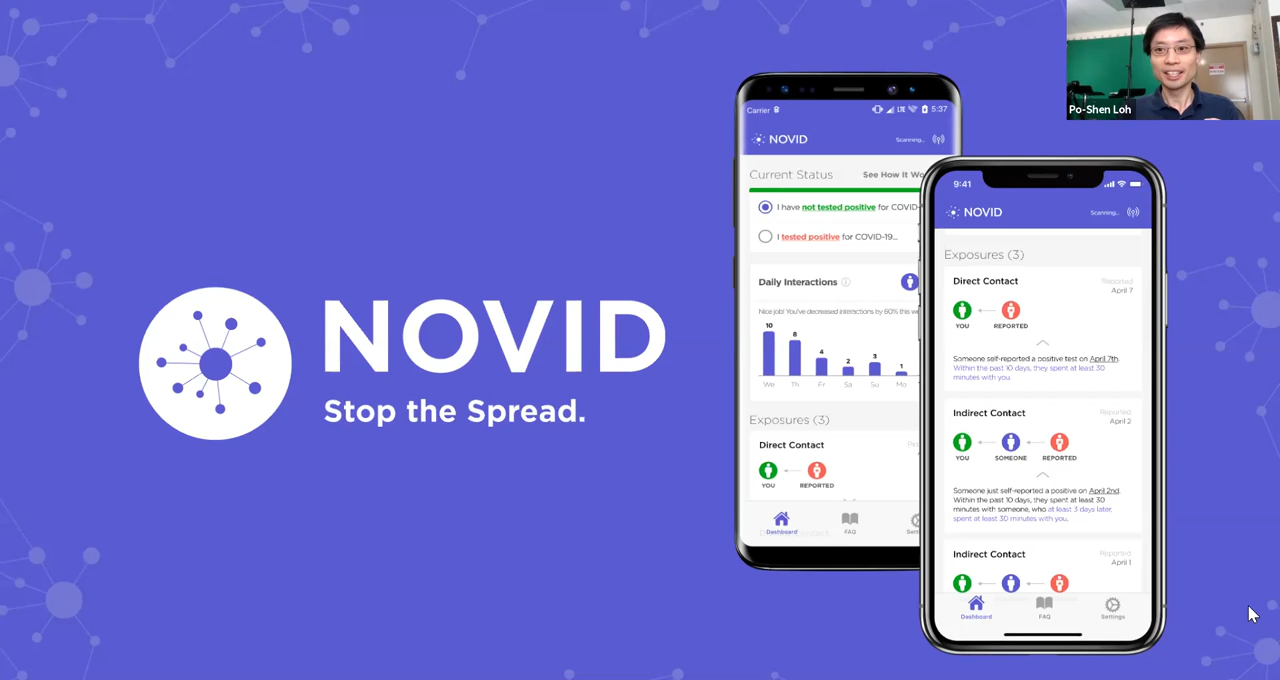 NOVID
Stop the Spread.
Carrier
LTE
5:37
NOVID
Scanning...
Current Status
See How It Wo
I have not tested positive for COVID-
I tested positive for COVID-19...
Daily Interactions
Nice job! You've decreased interactions by 60% this we
10
8
4
2
3
1
We
Th
Fr
Sa
Su
Mo
Exposures (3)
Direct Contact
YOU
REPORTED
Dashboard
FAQ
9:41
NOVID
Scanning...
Exposures (3)
Direct Contact
Reported
April 7
YOU
REPORTED
Someone self-reported a positive test on April 7th.
Within the past 10 days, they spent at least 30
minutes with you.
Indirect Contact
Reported
April 2
YOU
SOMEONE
REPORTED
Someone just self-reported a positive on April 2nd.
Within the past 10 days, they spent at least 30
minutes with someone, who at least 3 days later,
spent at least 30 minutes with you.
Indirect Contact
Reported
April 1
Dashboard
FAQ
Settings
Po-Shen Loh